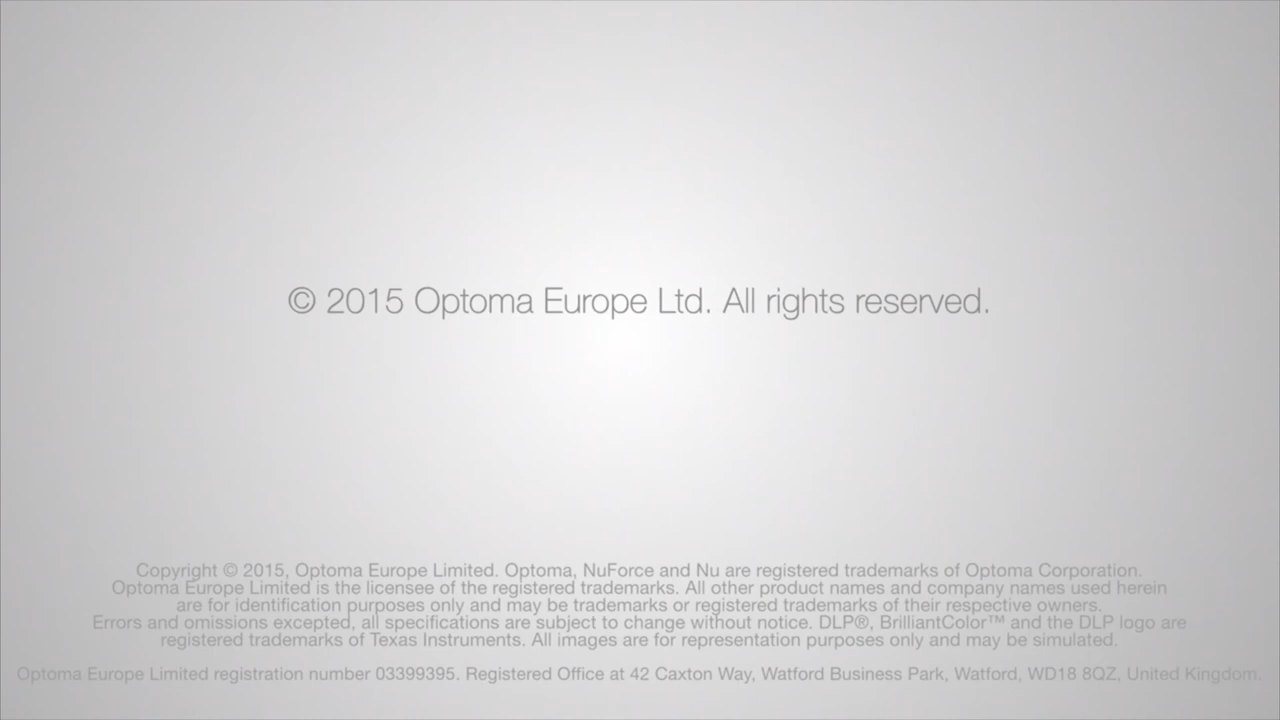 © 2015 Optoma Europe Ltd. All rights reserved.
Copyright © 2015, Optoma Europe Limited. Optoma, NuForce and Nu are registered trademarks of Optoma Corporation.
Optoma Europe Limited is the licensee of the registered trademarks. All other product names and company names used herein
are for identification purposes only and may be trademarks or registered trademarks of their respective owners.
Errors and omissions excepted, all specifications are subject to change without notice. DLP®, BrilliantColor™ and the DLP logo are
registered trademarks of Texas Instruments. All images are for representation purposes only and may be simulated.
Optoma Europe Limited registration number 03399395. Registered Office at 42 Caxton Way, Watford Business Park, Watford, WD18 8QZ, United Kingdom.